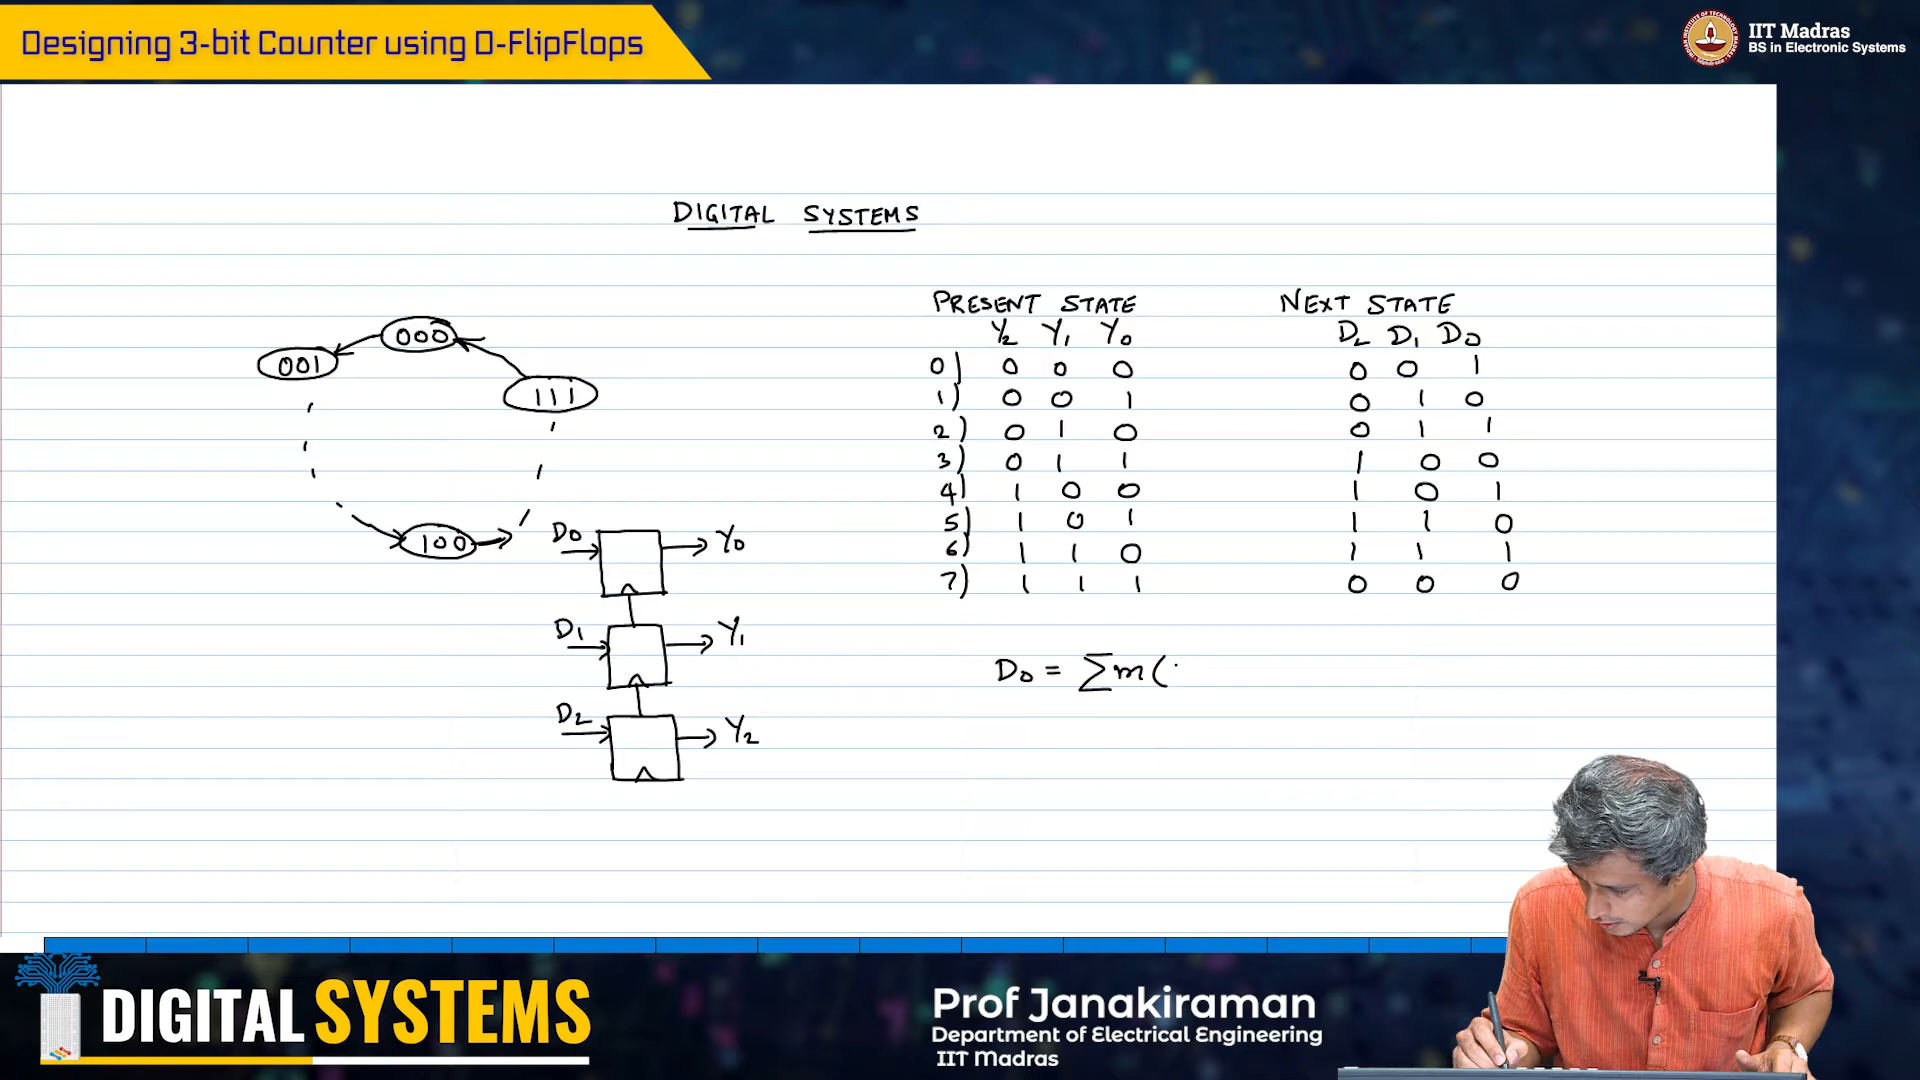 Designing 3-bit Counter using D-FlipFlops
IIT Madras
BS in Electronic Systems
DIGITAL SYSTEMS
PRESENT STATE NEXT STATE
Y2 Y1 Y0 D2 D1 D0
0) 0 0 0 0 0 1
1) 0 0 1 0 1 0
2) 0 1 0 0 1 1
3) 0 1 1 1 0 0
4) 1 0 0 1 0 1
5) 1 0 1 1 1 0
6) 1 1 0 1 1 1
7) 1 1 1 0 0 0
000
001
111
100
D0 Y0
D1 Y1
D2 Y2
D0 = Σm(
DIGITAL SYSTEMS
Prof Janakiraman
Department of Electrical Engineering
IIT Madras